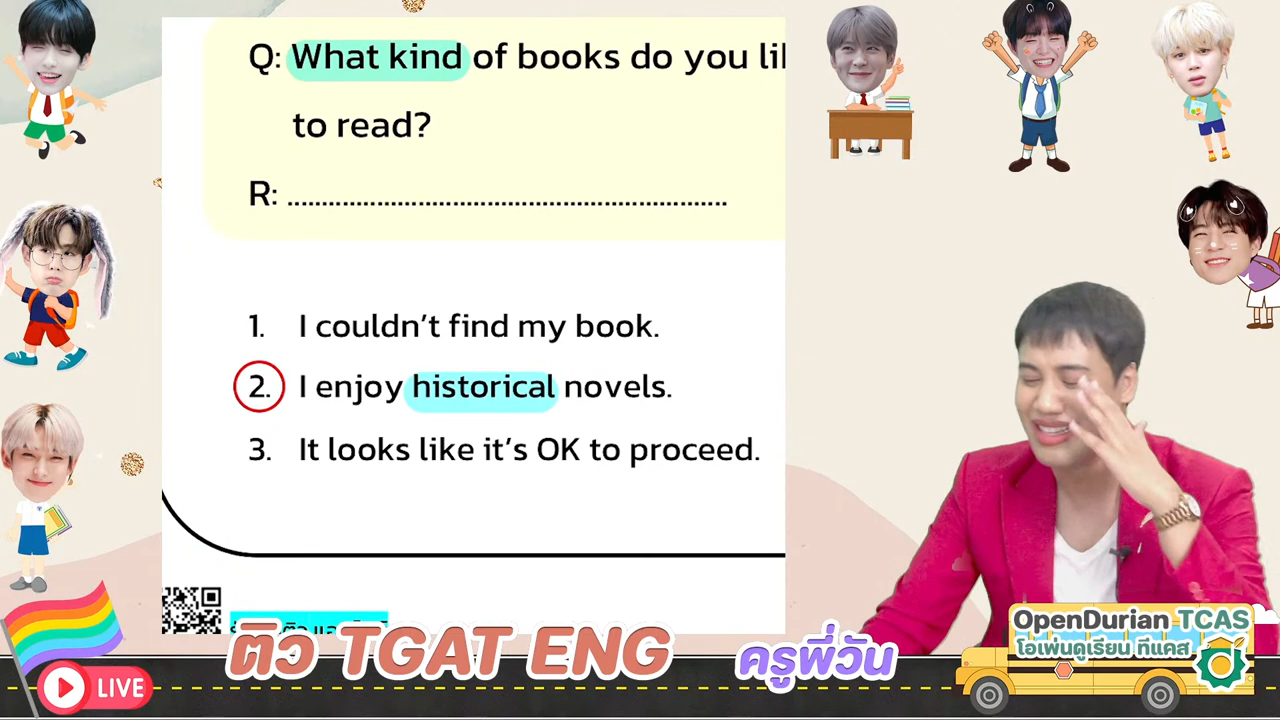 Q: What kind of books do you li
to read?
R: ......................................................
1. I couldn't find my book.
2. I enjoy historical novels.
3. It looks like it's OK to proceed.
ติว TGAT ENG
ครูพี่วัน
LIVE
OpenDurian TCAS
โอเพ่นดูเรียน ทีแคส